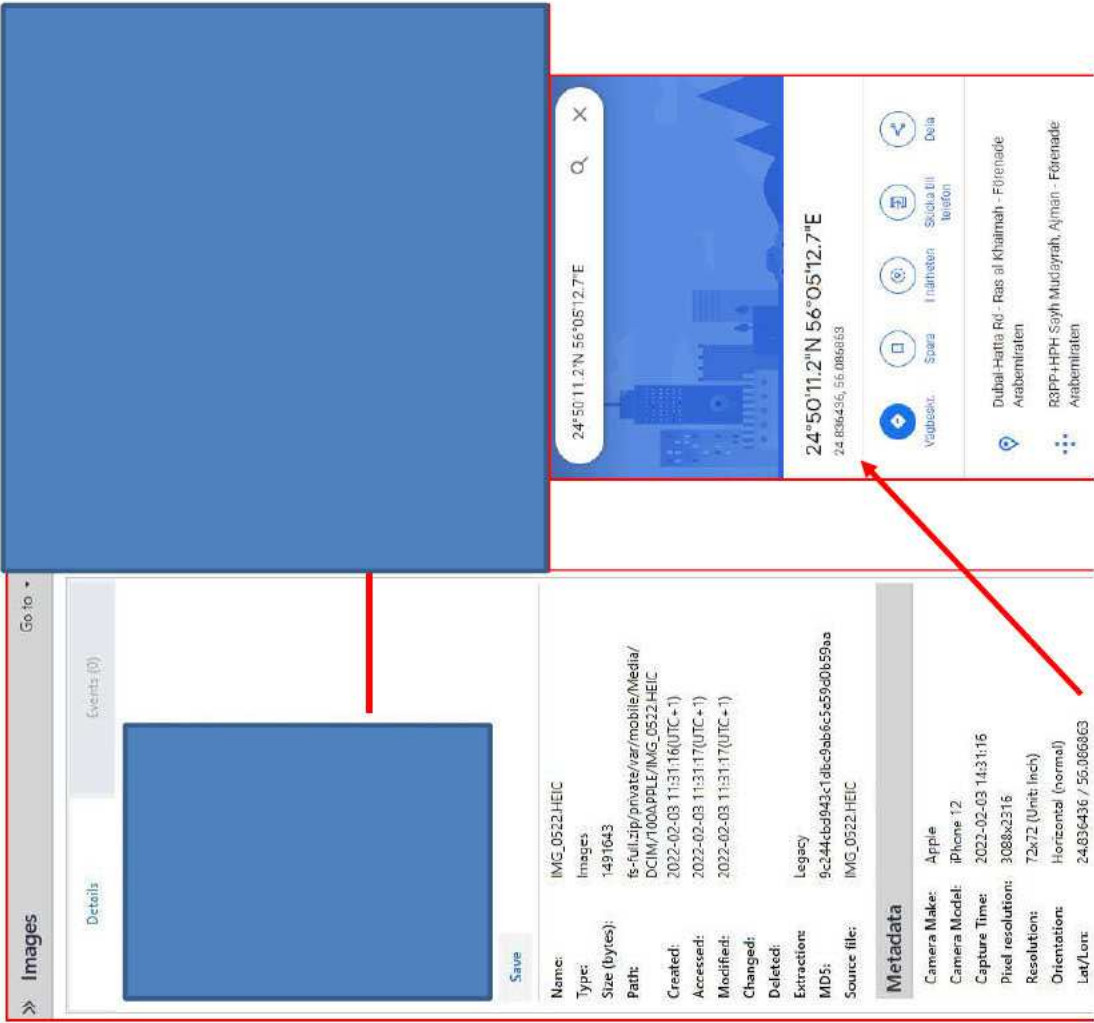 Images
Go to
Details
Events (0)
Save
Name: IMG_0522.HEIC
Type: Images
Size (bytes): 1491643
Path: fs-full.zip/private/var/mobile/Media/
DCIM/100APPLE/IMG_0522.HEIC
Created: 2022-02-03 11:31:16(UTC+1)
Accessed: 2022-02-03 11:31:17(UTC+1)
Modified: 2022-02-03 11:31:17(UTC+1)
Changed:
Deleted:
Extraction: Legacy
MD5: 9c244cbd943c1dbc9ab6c5a59d0b59aa
Source file: IMG_0522.HEIC
Metadata
Camera Make: Apple
Camera Model: iPhone 12
Capture Time: 2022-02-03 14:31:16
Pixel resolution: 3088x2316
Resolution: 72x72 (Unit: Inch)
Orientation: Horizontal (normal)
Lat/Lon: 24.836436 / 56.086863
24°50'11.2"N 56°05'12.7"E
24°50'11.2"N 56°05'12.7"E
24.836436, 56.086863
Vägbeskr.
Spara
I närheten
Skicka till
telefon
Dela
Dubai-Hatta Rd - Ras al Khaimah - Förenade
Arabemiraten
R3PP+HPH Sayh Mudayrah, Ajman - Förenade
Arabemiraten